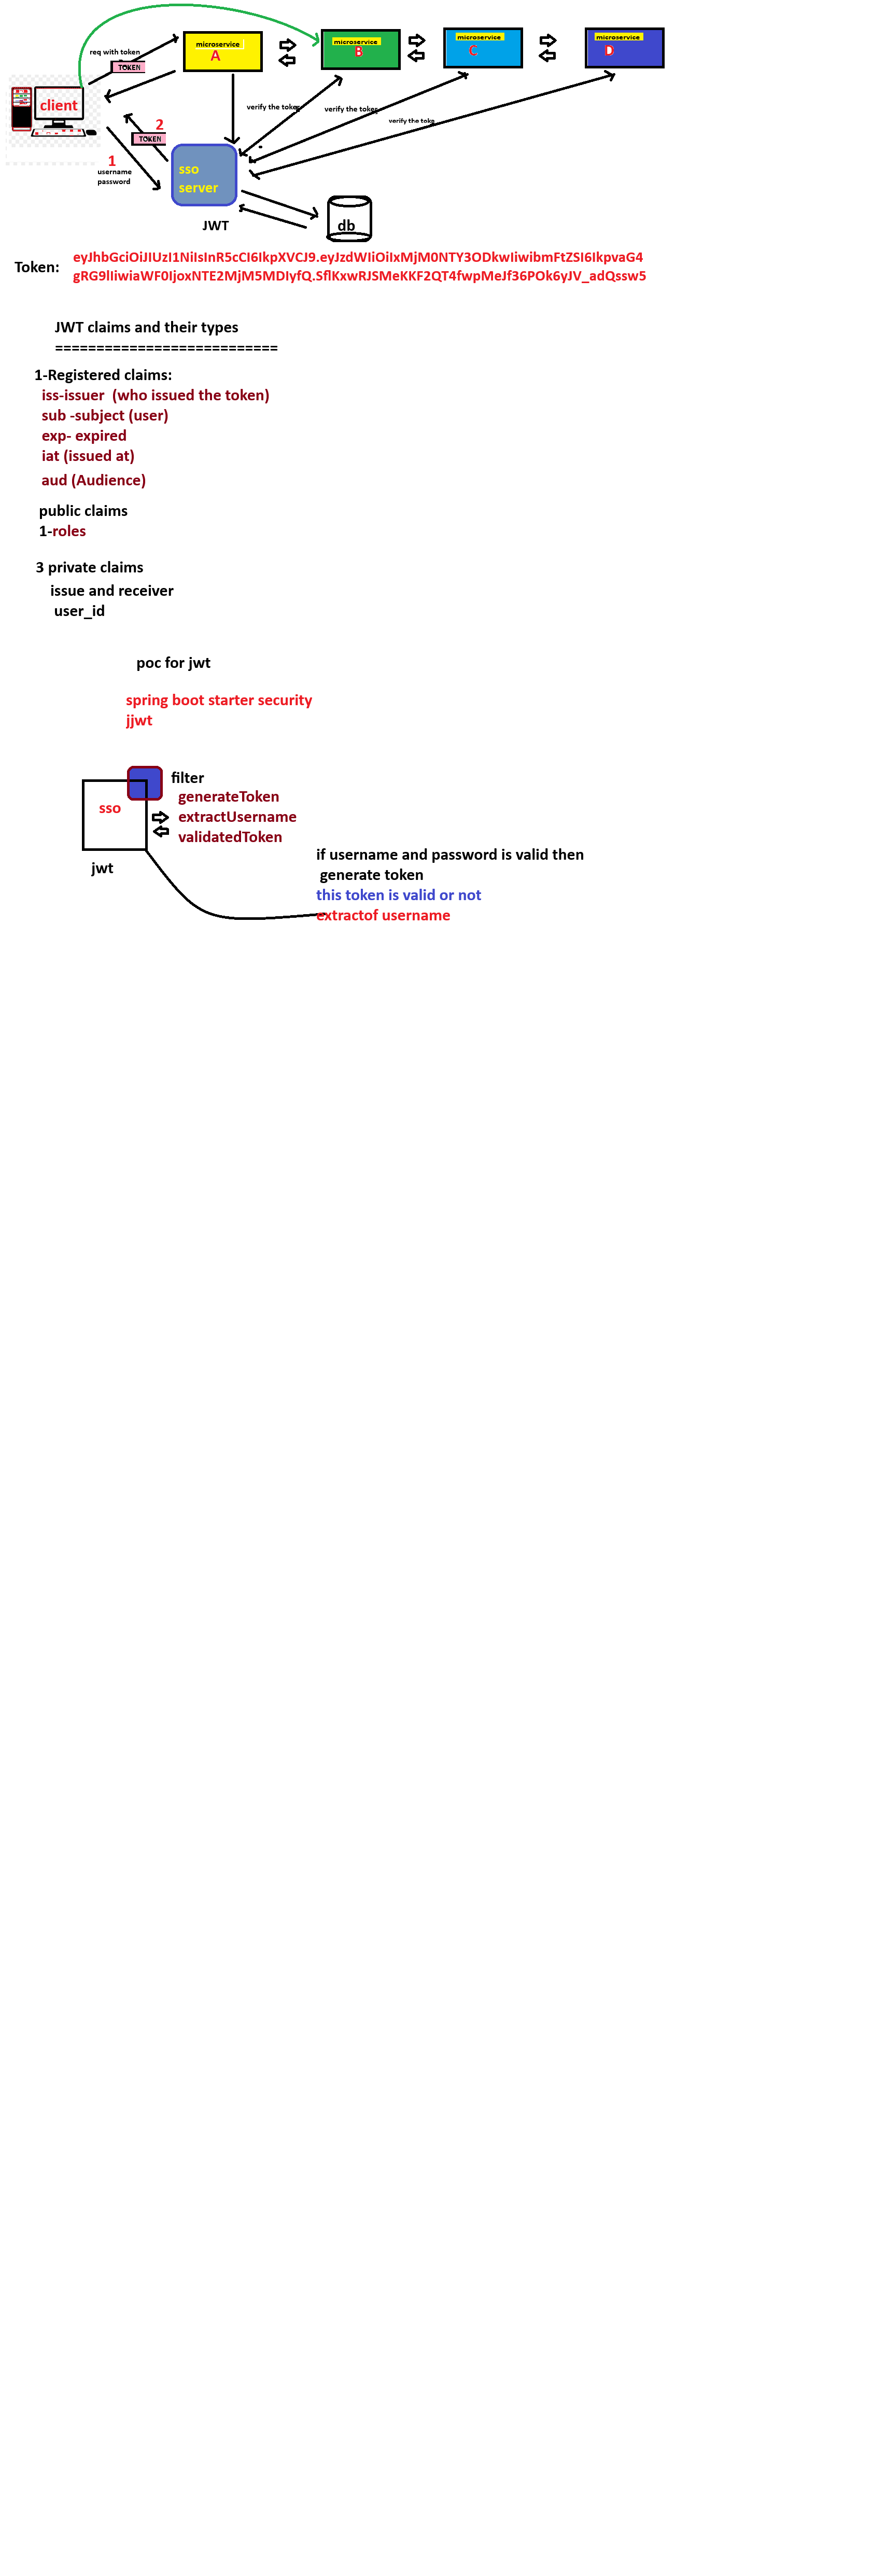 req with token
TOKEN
microservice
A
microservice
B
microservice
C
microservice
D
client
verify the token
verify the token
verify the toke
2
TOKEN
1
username
password
sso
server
JWT
db
Token:
eyJhbGciOiJIUzI1NiIsInR5cCI6IkpXVCJ9.eyJzdWIiOiIxMjM0NTY3ODkwIiwibmFtZSI6IkpvaG4
gRG9lIiwiaWF0IjoxNTE2MjM5MDIyfQ.SflKxwRJSMeKKF2QT4fwpMeJf36POk6yJV_adQssw5
JWT claims and their types
===========================
1-Registered claims:
iss-issuer (who issued the token)
sub -subject (user)
exp- expired
iat (issued at)
aud (Audience)
public claims
1-roles
3 private claims
issue and receiver
user_id
poc for jwt
spring boot starter security
jjwt
filter
generateToken
sso
extractUsername
validatedToken
jwt
if username and password is valid then
generate token
this token is valid or not
extractof username